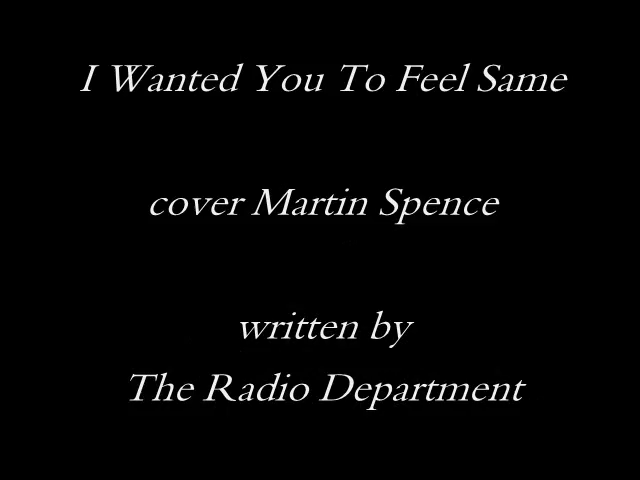 I Wanted You To Feel Same
cover Martin Spence
written by
The Radio Department